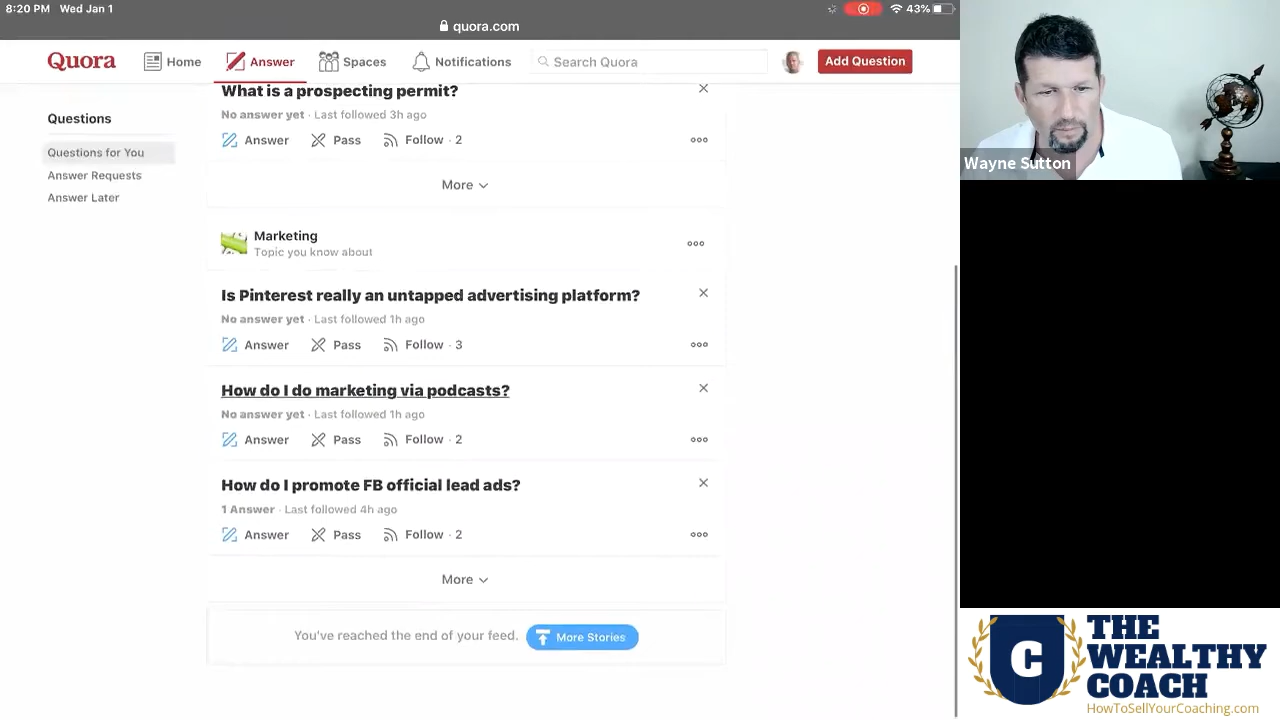 8:20 PM Wed Jan 1
43%
quora.com
Quora
Home
Answer
Spaces
Notifications
Search Quora
Add Question
Questions
Questions for You
Answer Requests
Answer Later
What is a prospecting permit?
No answer yet · Last followed 3h ago
Answer Pass Follow · 2
More
Marketing
Topic you know about
Is Pinterest really an untapped advertising platform?
No answer yet · Last followed 1h ago
Answer Pass Follow · 3
How do I do marketing via podcasts?
No answer yet · Last followed 1h ago
Answer Pass Follow · 2
How do I promote FB official lead ads?
1 Answer · Last followed 4h ago
Answer Pass Follow · 2
More
You've reached the end of your feed. More Stories
Wayne Sutton
C
THE
WEALTHY
COACH
HowToSellYourCoaching.com